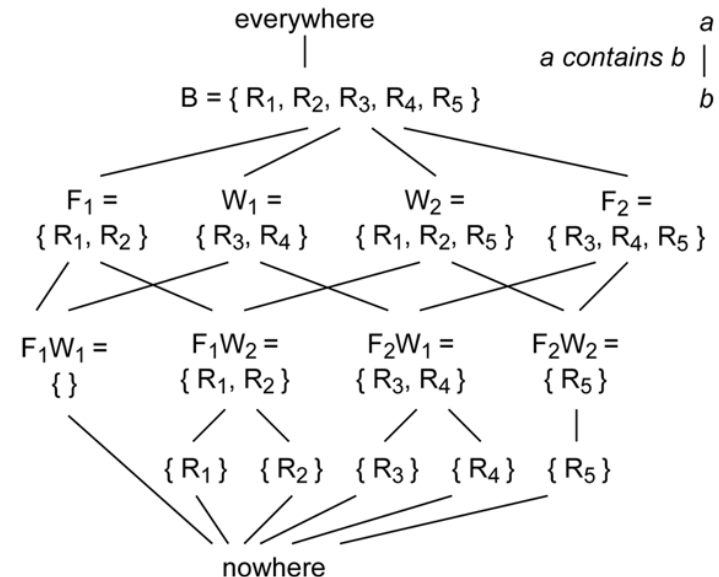 everywhere
a
a contains b
b
B = { R₁, R₂, R₃, R₄, R₅ }
F₁ = W₁ = W₂ = F₂ =
{ R₁, R₂ } { R₃, R₄ } { R₁, R₂, R₅ } { R₃, R₄, R₅ }
F₁W₁ = F₁W₂ = F₂W₁ = F₂W₂ =
{ } { R₁, R₂ } { R₃, R₄ } { R₅ }
{ R₁ } { R₂ } { R₃ } { R₄ } { R₅ }
nowhere